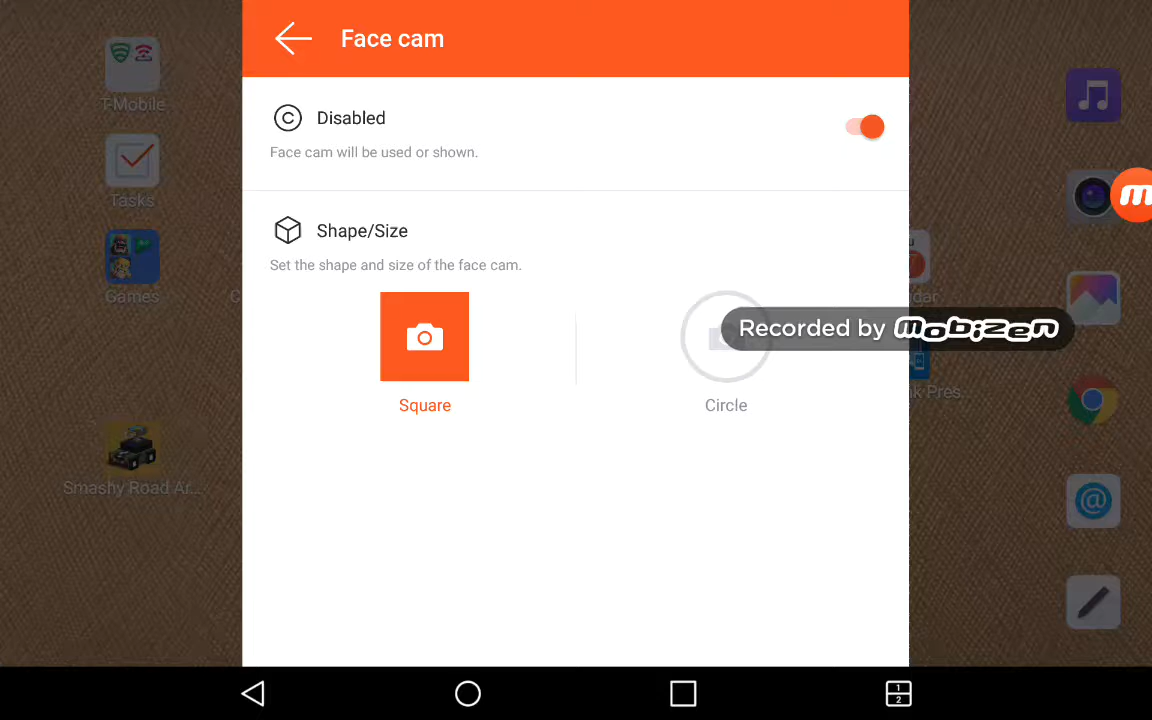 Face cam
T-Mobile
Disabled
Face cam will be used or shown.
Tasks
Shape/Size
Set the shape and size of the face cam.
Games
Recorded by mobizen
Square
Circle
Smashy Road Ar...